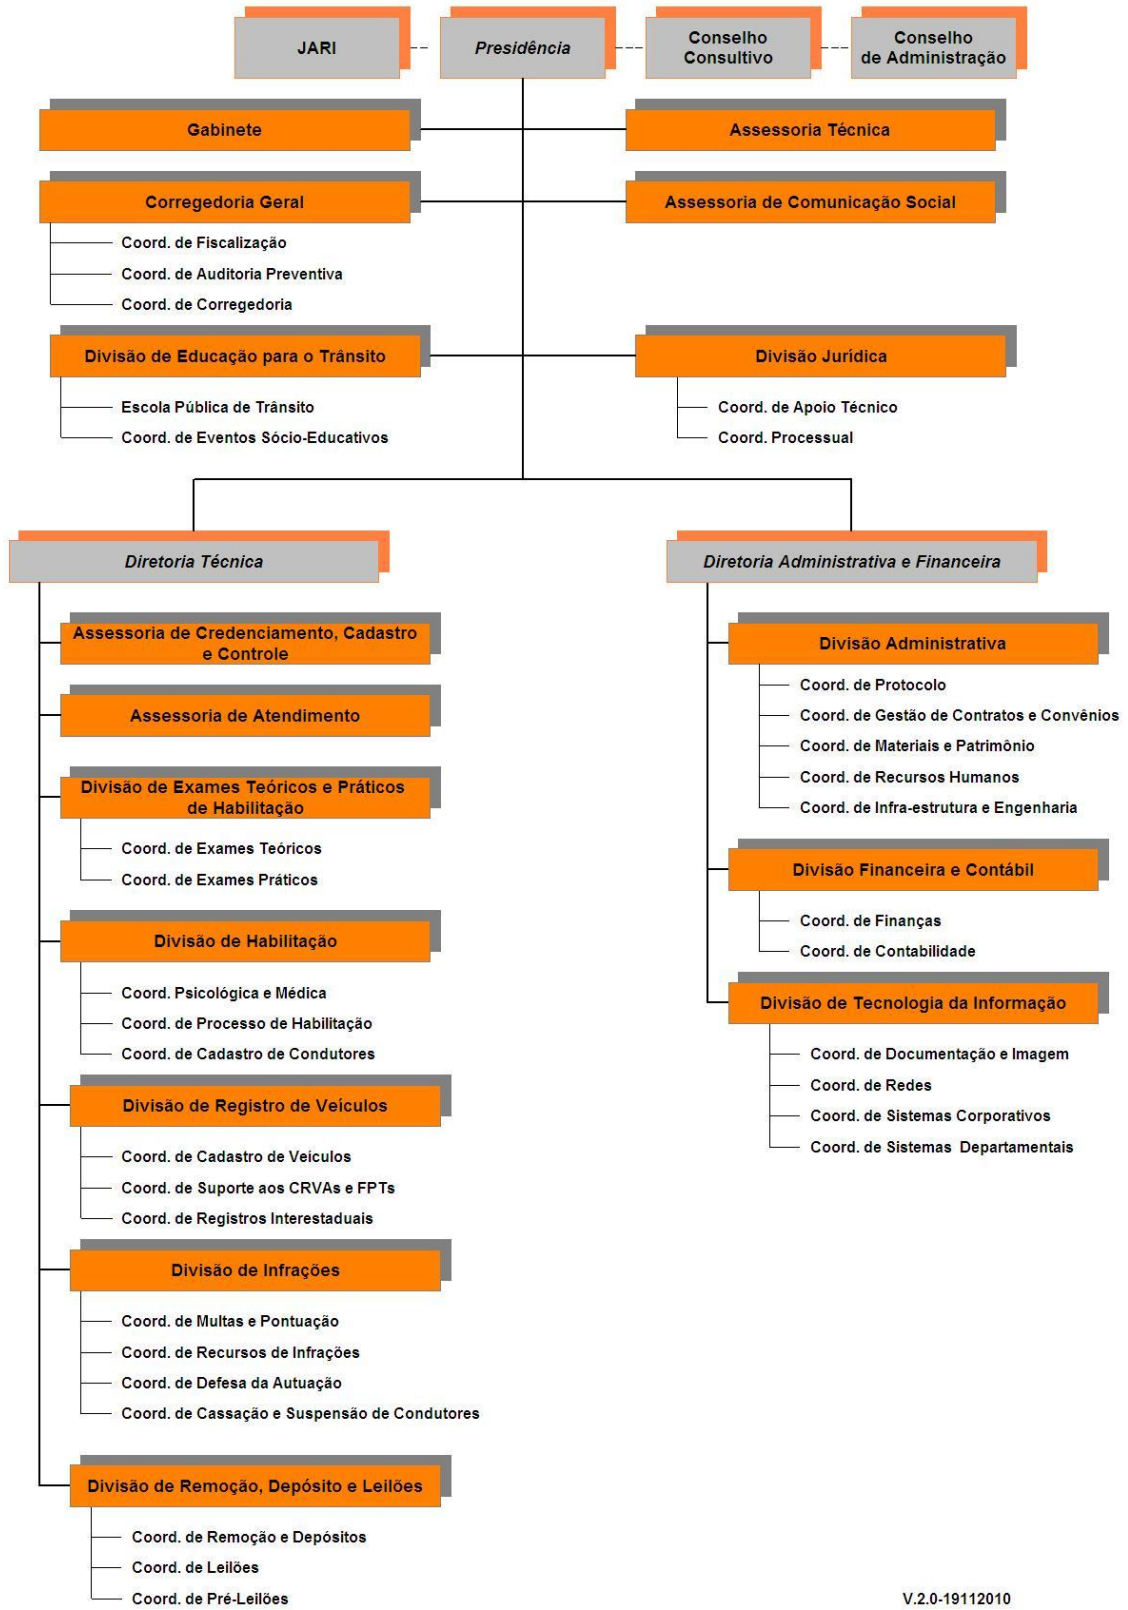 JARI
Presidência
Conselho
Consultivo
Conselho
de Administração
Gabinete
Assessoria Técnica
Corregedoria Geral
Assessoria de Comunicação Social
Coord. de Fiscalização
Coord. de Auditoria Preventiva
Coord. de Corregedoria
Divisão de Educação para o Trânsito
Divisão Jurídica
Escola Pública de Trânsito
Coord. de Eventos Sócio-Educativos
Coord. de Apoio Técnico
Coord. Processual
Diretoria Técnica
Diretoria Administrativa e Financeira
Assessoria de Credenciamento, Cadastro
e Controle
Assessoria de Atendimento
Divisão de Exames Teóricos e Práticos
de Habilitação
Coord. de Exames Teóricos
Coord. de Exames Práticos
Divisão de Habilitação
Coord. Psicológica e Médica
Coord. de Processo de Habilitação
Coord. de Cadastro de Condutores
Divisão de Registro de Veículos
Coord. de Cadastro de Veículos
Coord. de Suporte aos CRVAs e FPTs
Coord. de Registros Interestaduais
Divisão de Infrações
Coord. de Multas e Pontuação
Coord. de Recursos de Infrações
Coord. de Defesa da Autuação
Coord. de Cassação e Suspensão de Condutores
Divisão de Remoção, Depósito e Leilões
Coord. de Remoção e Depósitos
Coord. de Leilões
Coord. de Pré-Leilões
Divisão Administrativa
Coord. de Protocolo
Coord. de Gestão de Contratos e Convênios
Coord. de Materiais e Patrimônio
Coord. de Recursos Humanos
Coord. de Infra-estrutura e Engenharia
Divisão Financeira e Contábil
Coord. de Finanças
Coord. de Contabilidade
Divisão de Tecnologia da Informação
Coord. de Documentação e Imagem
Coord. de Redes
Coord. de Sistemas Corporativos
Coord. de Sistemas Departamentais
V.2.0-19112010